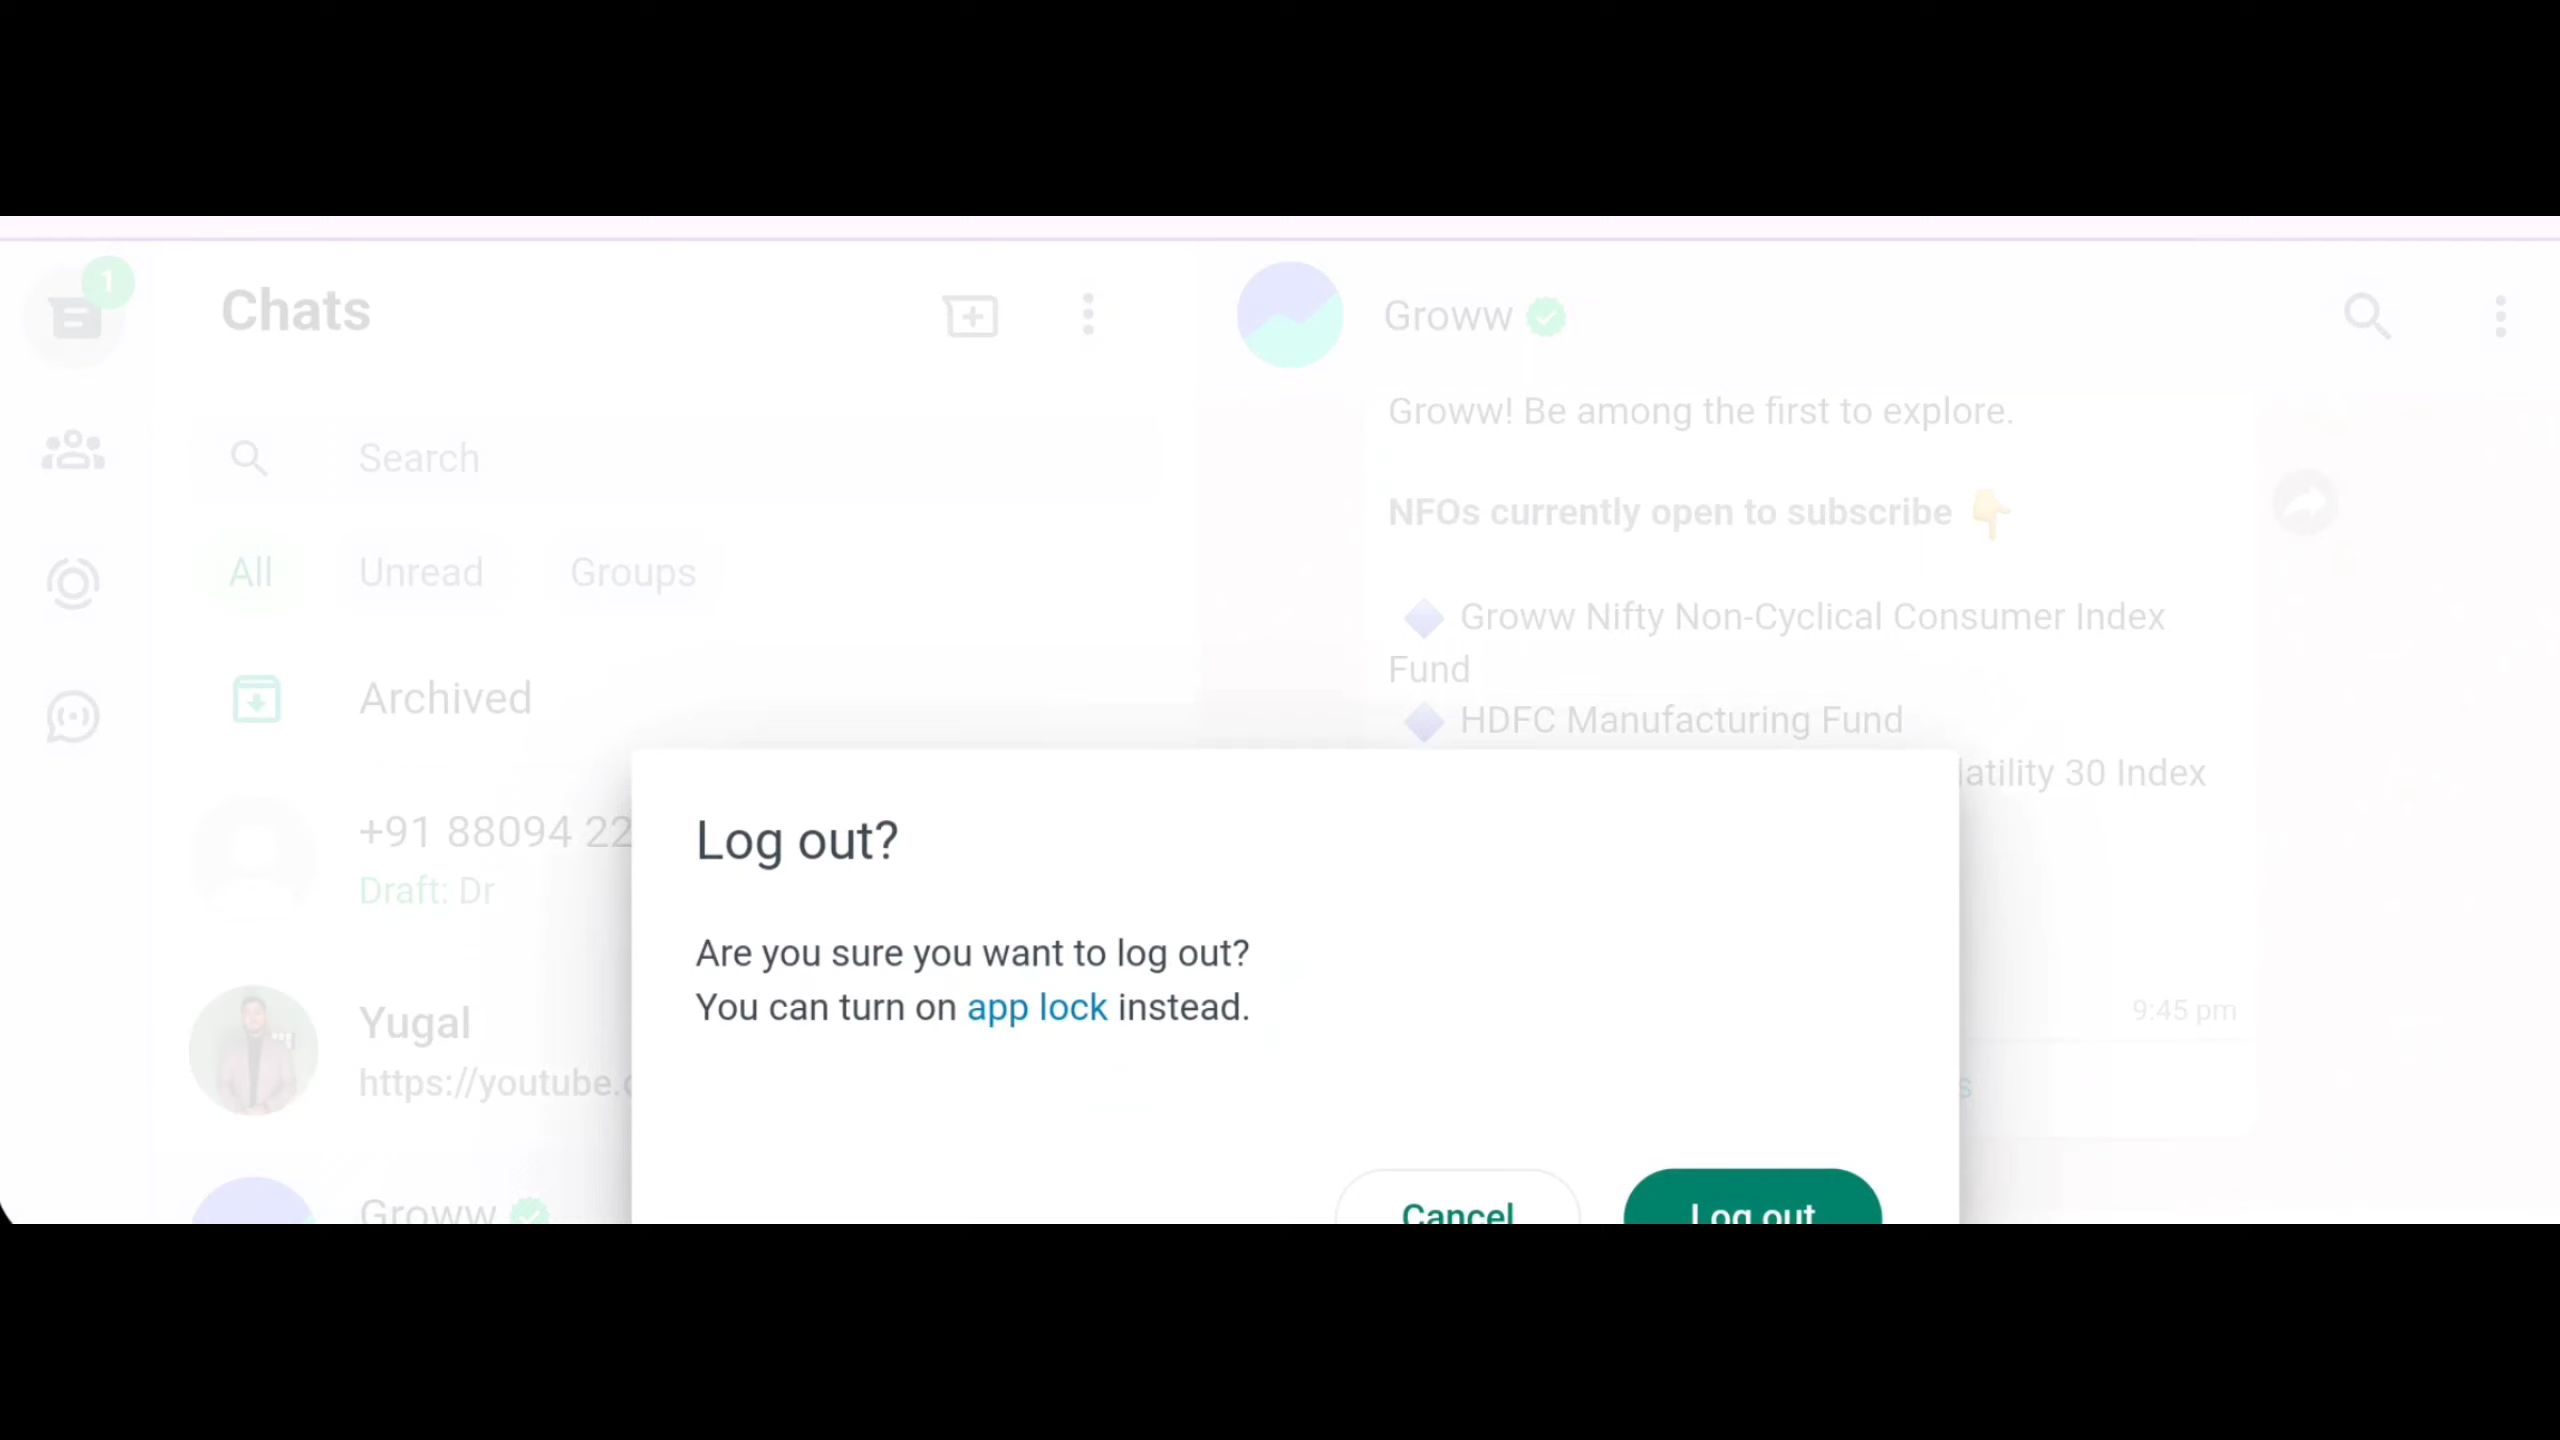 1
Chats
Search
All
Unread
Groups
Archived
+91 88094 22
Draft: Dr
Yugal
https://youtube.
Groww
Groww
Groww! Be among the first to explore.
NFOs currently open to subscribe 👇
🔷 Groww Nifty Non-Cyclical Consumer Index
Fund
🔷 HDFC Manufacturing Fund
latility 30 Index
9:45 pm
s
Log out?
Are you sure you want to log out?
You can turn on app lock instead.
Cancel
Log out